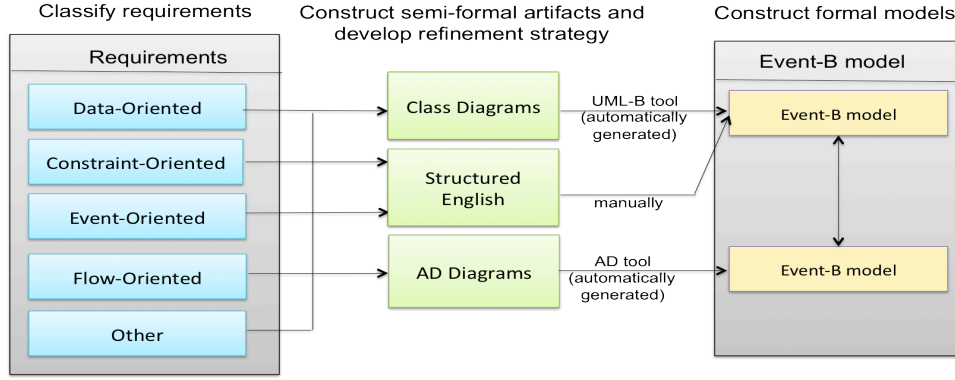 Classify requirements
Construct semi-formal artifacts and
develop refinement strategy
Construct formal models
Requirements
Data-Oriented
Constraint-Oriented
Event-Oriented
Flow-Oriented
Other
Class Diagrams
Structured
English
AD Diagrams
UML-B tool
(automatically
generated)
manually
AD tool
(automatically
generated)
Event-B model
Event-B model
Event-B model